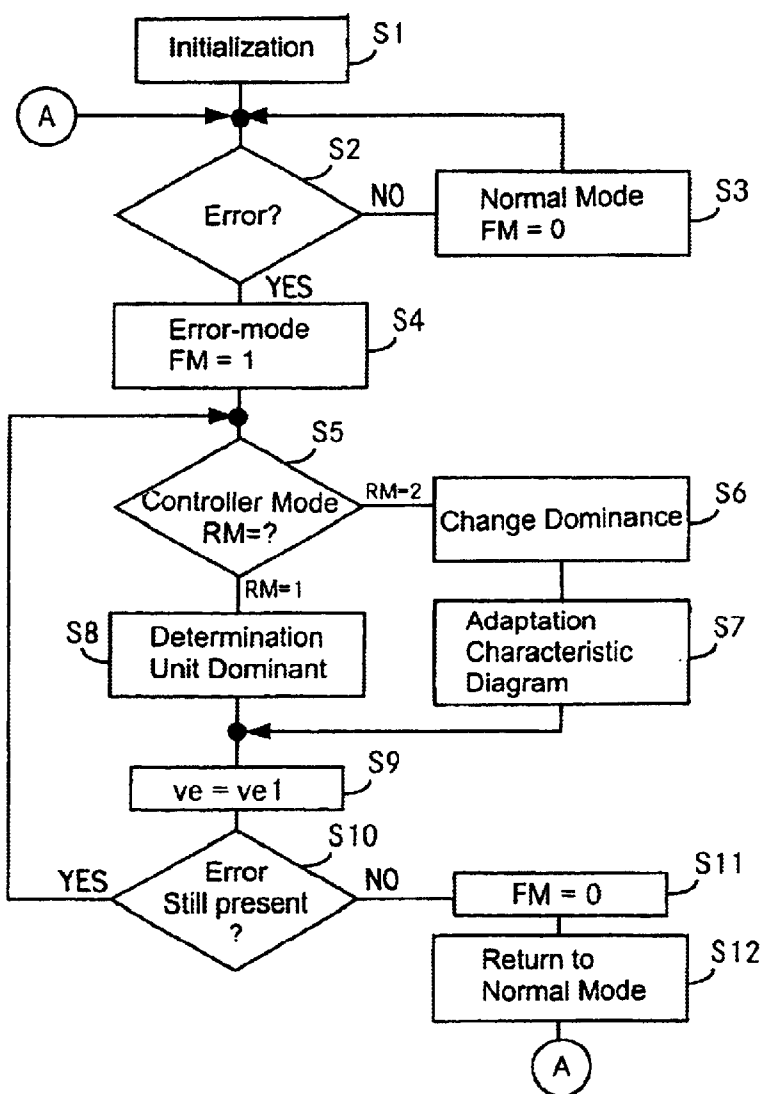 Initialization
S1
A
S2
Error?
NO
Normal Mode
FM = 0
S3
YES
Error-mode
FM = 1
S4
S5
Controller Mode
RM=?
RM=2
Change Dominance
S6
RM=1
S8
Determination
Unit Dominant
Adaptation
Characteristic
Diagram
S7
ve = ve1
S9
S10
YES
Error
Still present
?
NO
FM = 0
S11
Return to
Normal Mode
S12
A